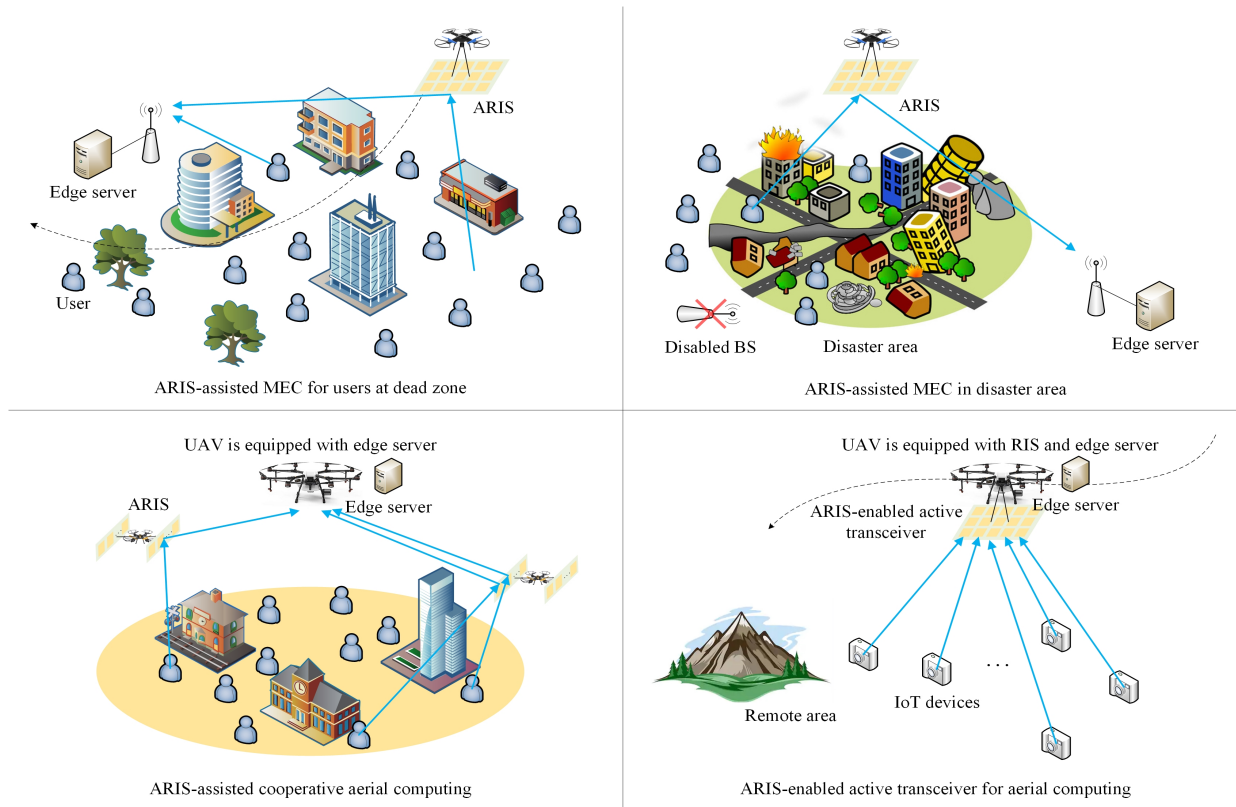 ARIS
Edge server
User
ARIS-assisted MEC for users at dead zone
ARIS
Disabled BS
Disaster area
Edge server
ARIS-assisted MEC in disaster area
UAV is equipped with edge server
ARIS
Edge server
ARIS-assisted cooperative aerial computing
UAV is equipped with RIS and edge server
Edge server
ARIS-enabled active
transceiver
...
IoT devices
Remote area
ARIS-enabled active transceiver for aerial computing